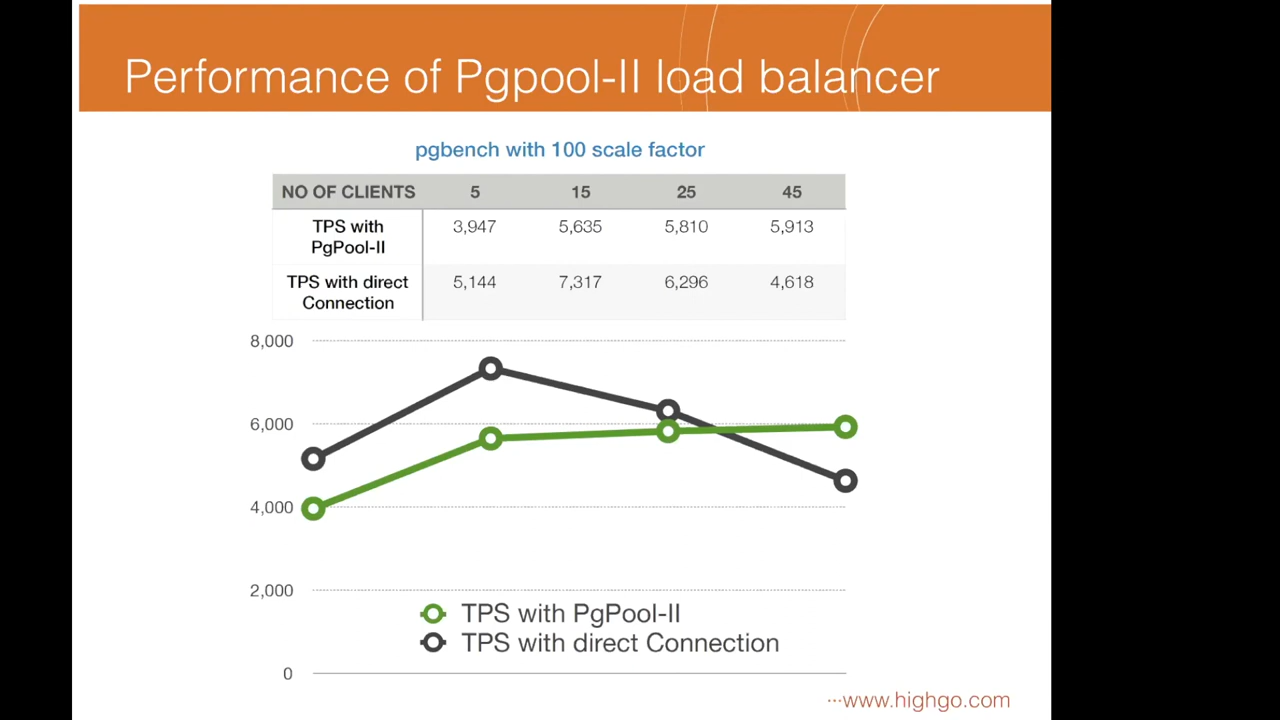 Performance of Pgpool-II load balancer
pgbench with 100 scale factor
NO OF CLIENTS 5 15 25 45
TPS with PgPool-II 3,947 5,635 5,810 5,913
TPS with direct Connection 5,144 7,317 6,296 4,618
8,000
6,000
4,000
2,000
0
TPS with PgPool-II
TPS with direct Connection
···www.highgo.com